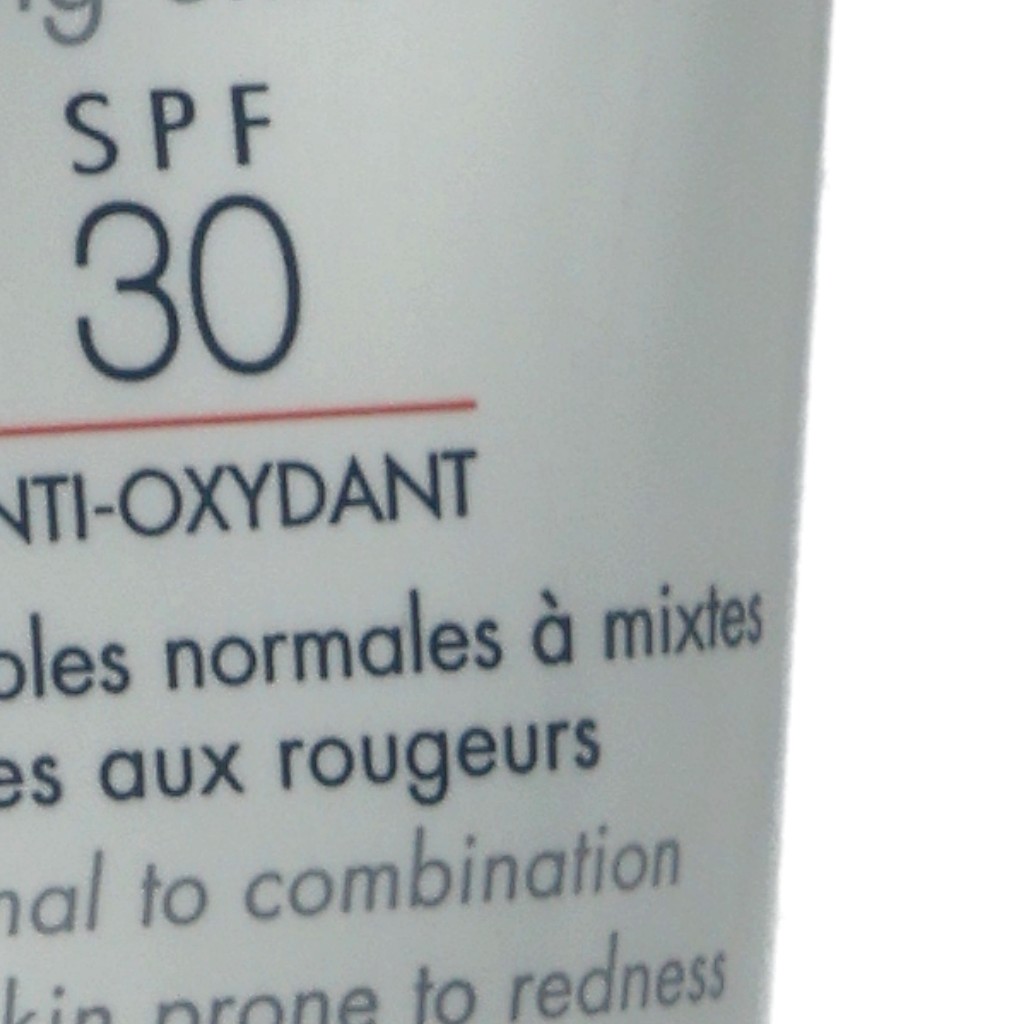 SPF
30
NTI-OXYDANT
bles normales à mixtes
es aux rougeurs
nal to combination
kin prone to redness